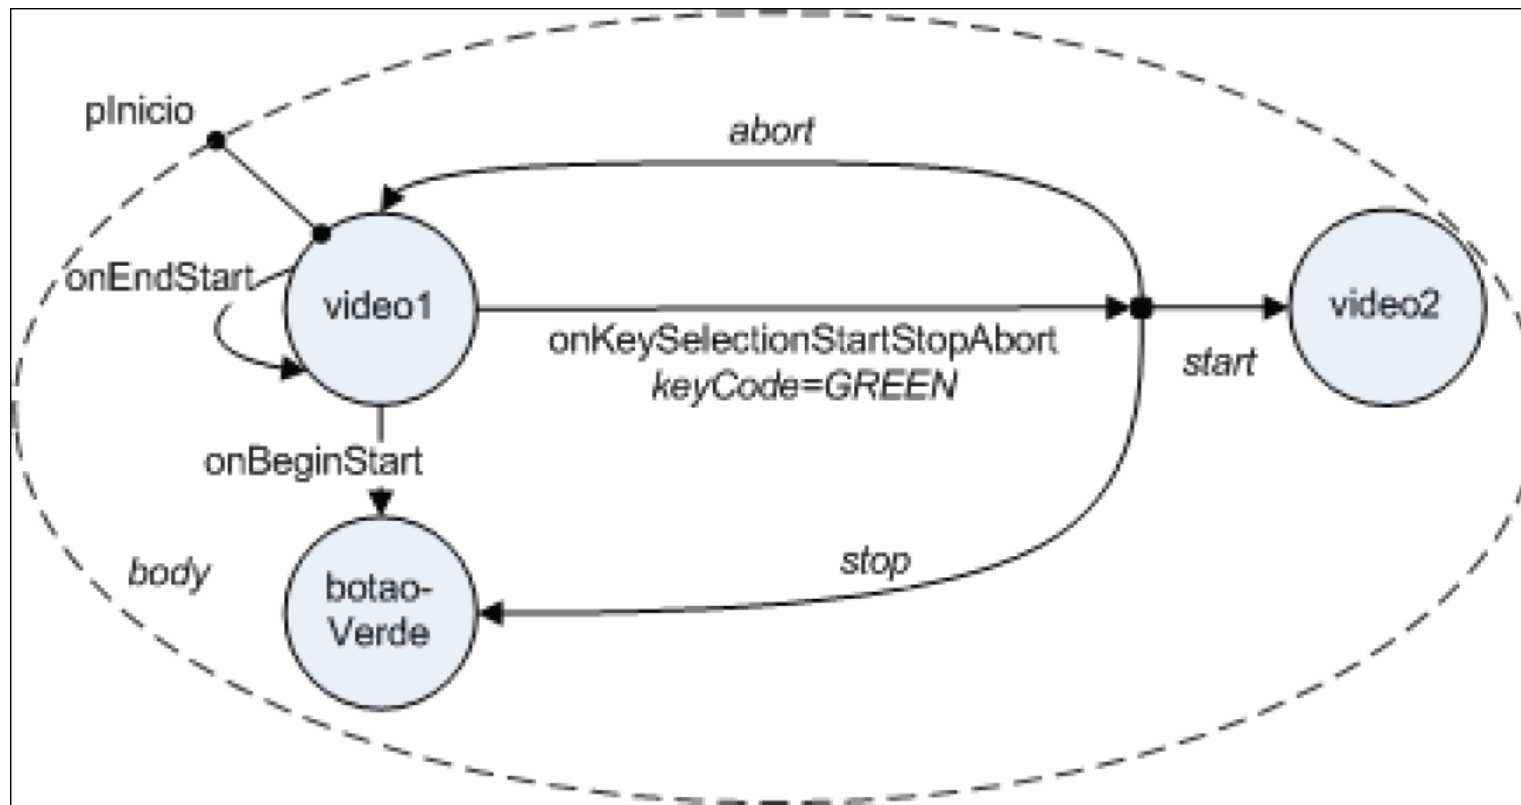 pInicio
abort
onEndStart
video1
video2
onKeySelectionStartStopAbort
keyCode=GREEN
start
onBeginStart
body
botao-
Verde
stop